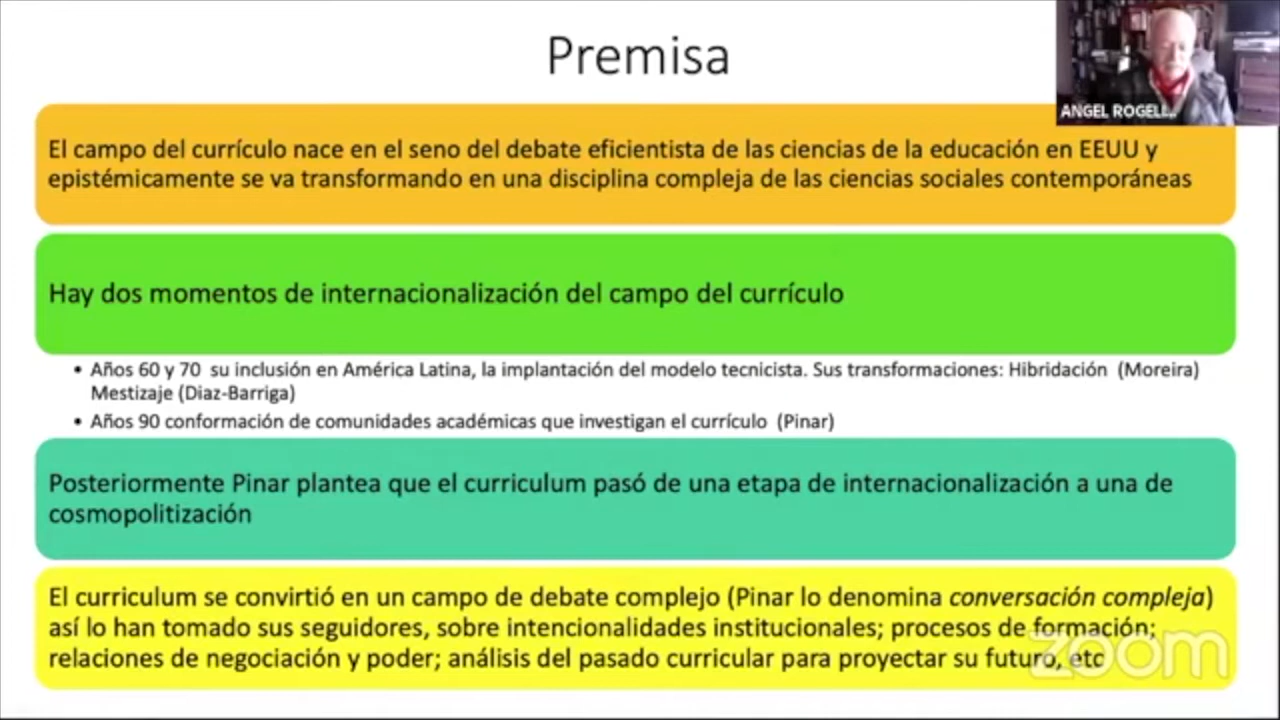 Premisa
ANGEL ROGELI...
El campo del currículo nace en el seno del debate eficientista de las ciencias de la educación en EEUU y
epistémicamente se va transformando en una disciplina compleja de las ciencias sociales contemporáneas
Hay dos momentos de internacionalización del campo del currículo
• Años 60 y 70 su inclusión en América Latina, la implantación del modelo tecnicista. Sus transformaciones: Hibridación (Moreira)
Mestizaje (Diaz-Barriga)
• Años 90 conformación de comunidades académicas que investigan el currículo (Pinar)
Posteriormente Pinar plantea que el curriculum pasó de una etapa de internacionalización a una de
cosmopolitización
El curriculum se convirtió en un campo de debate complejo (Pinar lo denomina conversación compleja)
así lo han tomado sus seguidores, sobre intencionalidades institucionales; procesos de formación;
relaciones de negociación y poder; análisis del pasado curricular para proyectar su futuro, etc
zoom